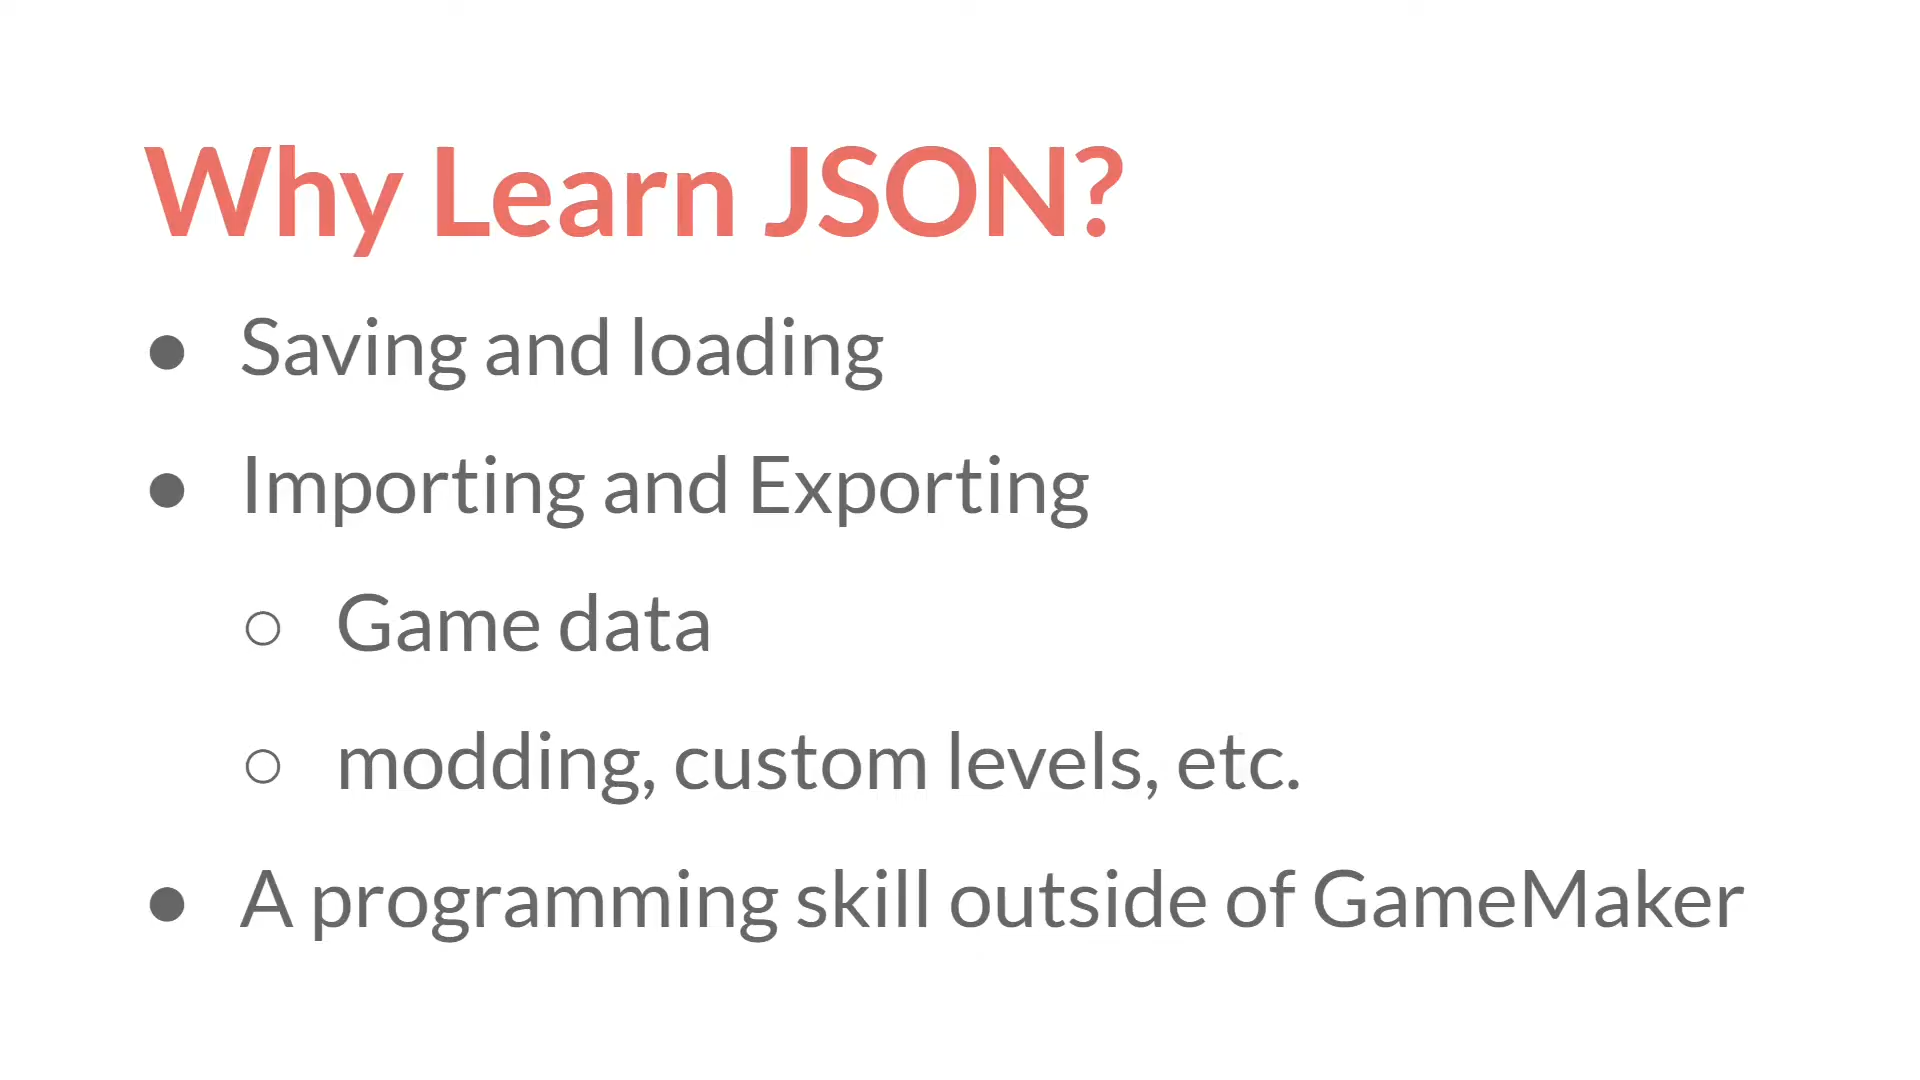 Why Learn JSON?
● Saving and loading
● Importing and Exporting
○ Game data
○ modding, custom levels, etc.
● A programming skill outside of GameMaker